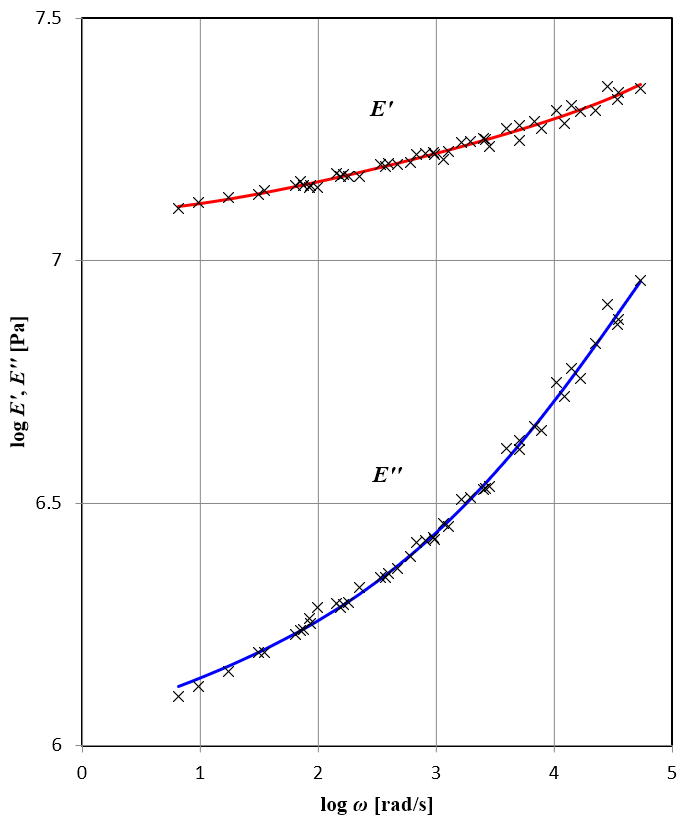 7.5
E′
7
log E′, E″ [Pa]
E″
6.5
6
0 1 2 3 4 5
log ω [rad/s]